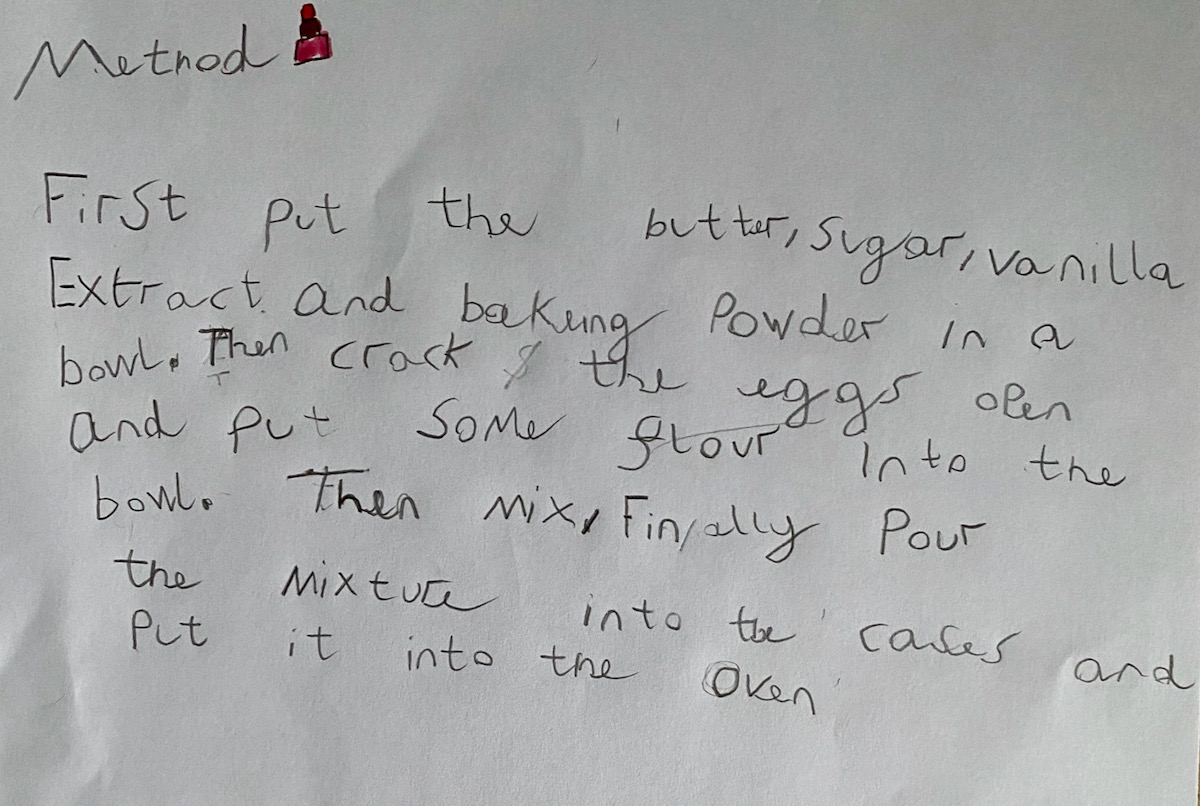 Method
First put the butter, sugar, vanilla
Extract and bakeing Powder in a
bowl. Then crack the eggs open
and put some flour into the
bowl. Then mix, Finally Pour
the mixture into the cases and
put it into the oven